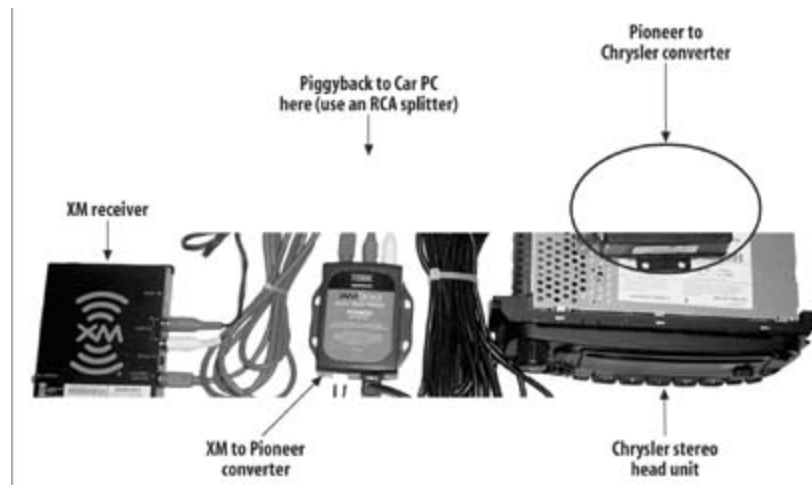 Pioneer to
Chrysler converter
Piggyback to Car PC
here (use an RCA splitter)
XM receiver
XM
XM to Pioneer
converter
Chrysler stereo
head unit